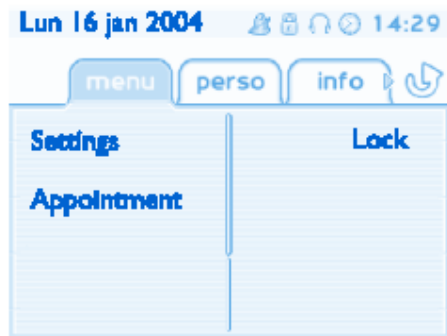 Lun 16 jan 2004 14:29
menu perso info
Settings Lock
Appointment